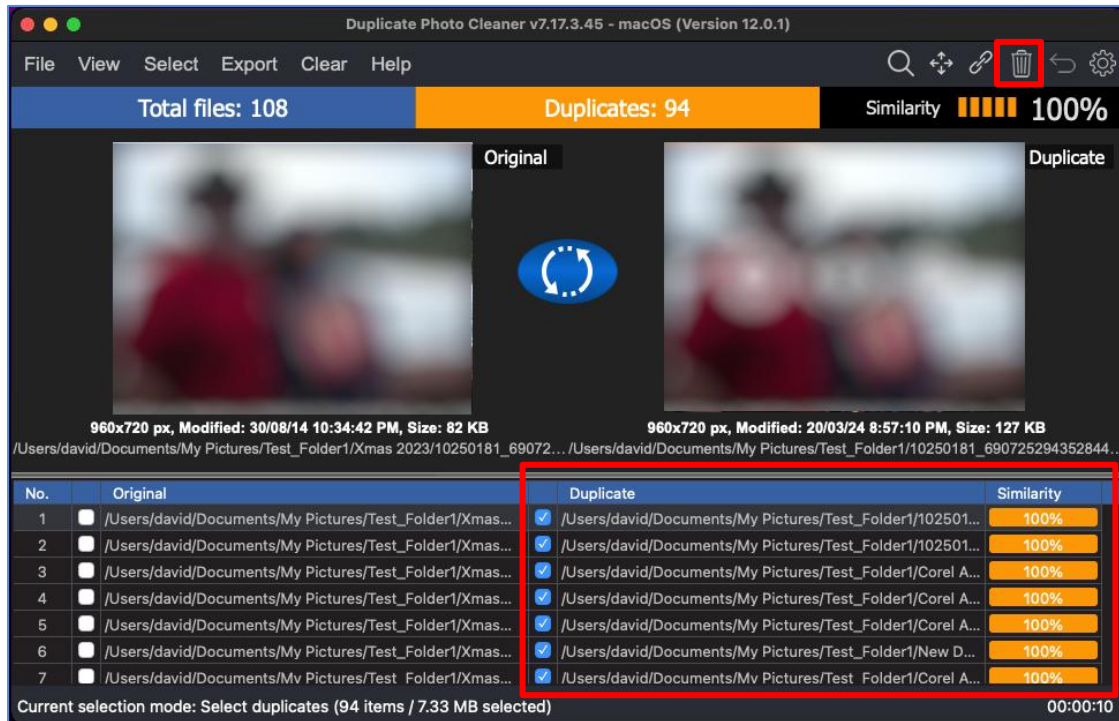 Duplicate Photo Cleaner v7.17.3.45 - macOS (Version 12.0.1)
File View Select Export Clear Help
Total files: 108 Duplicates: 94 Similarity 100%
Original Duplicate
960x720 px, Modified: 30/08/14 10:34:42 PM, Size: 82 KB 960x720 px, Modified: 20/03/24 8:57:10 PM, Size: 127 KB
/Users/david/Documents/My Pictures/Test_Folder1/Xmas 2023/10250181_69072... /Users/david/Documents/My Pictures/Test_Folder1/10250181_690725294352844...
No. Original Duplicate Similarity
1 /Users/david/Documents/My Pictures/Test_Folder1/Xmas... /Users/david/Documents/My Pictures/Test_Folder1/102501... 100%
2 /Users/david/Documents/My Pictures/Test_Folder1/Xmas... /Users/david/Documents/My Pictures/Test_Folder1/102501... 100%
3 /Users/david/Documents/My Pictures/Test_Folder1/Xmas... /Users/david/Documents/My Pictures/Test_Folder1/Corel A... 100%
4 /Users/david/Documents/My Pictures/Test_Folder1/Xmas... /Users/david/Documents/My Pictures/Test_Folder1/Corel A... 100%
5 /Users/david/Documents/My Pictures/Test_Folder1/Xmas... /Users/david/Documents/My Pictures/Test_Folder1/Corel A... 100%
6 /Users/david/Documents/My Pictures/Test_Folder1/Xmas... /Users/david/Documents/My Pictures/Test_Folder1/New D... 100%
7 /Users/david/Documents/My Pictures/Test_Folder1/Xmas... /Users/david/Documents/My Pictures/Test_Folder1/Corel A... 100%
Current selection mode: Select duplicates (94 items / 7.33 MB selected) 00:00:10